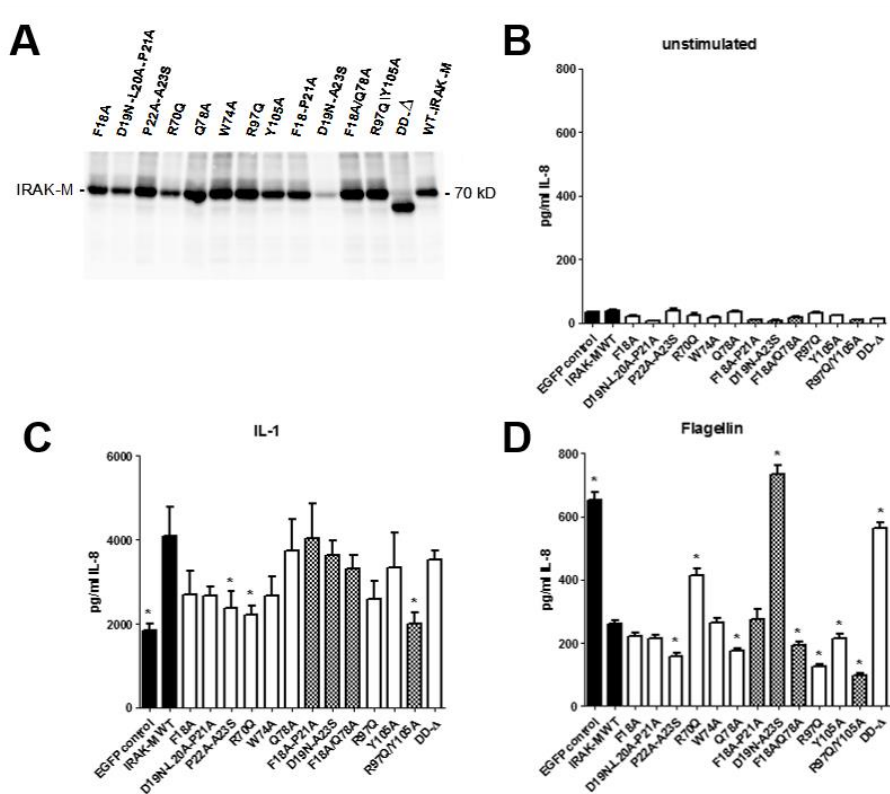 A
F18A
D19N-L20A-P21A
P22A-A23S
R70Q
Q78A
W74A
R97Q
Y105A
F18-P21A
D19N-A23S
F18A/Q78A
R97Q|Y105A
DD-Δ
WT-IRAK-M
IRAK-M -
- 70 kD
B
unstimulated
pg/ml IL-8
800
600
400
200
0
EGFP control
IRAK-M WT
F18A
D19N-L20A-P21A
P22A-A23S
R70Q
W74A
Q78A
F18A-P21A
D19N-A23S
F18A/Q78A
R97Q
Y105A
R97Q/Y105A
DD-Δ
C
IL-1
pg/ml IL-8
6000
4000
2000
0
*
*
*
*
EGFP control
IRAK-M WT
F18A
D19N-L20A-P21A
P22A-A23S
R70Q
W74A
Q78A
F18A-P21A
D19N-A23S
F18A/Q78A
R97Q
Y105A
R97Q/Y105A
DD-Δ
D
Flagellin
pg/ml IL-8
800
600
400
200
0
*
*
*
*
*
*
*
*
*
*
EGFP control
IRAK-M WT
F18A
D19N-L20A-P21A
P22A-A23S
R70Q
W74A
Q78A
F18A-P21A
D19N-A23S
F18A/Q78A
R97Q
Y105A
R97Q/Y105A
DD-Δ